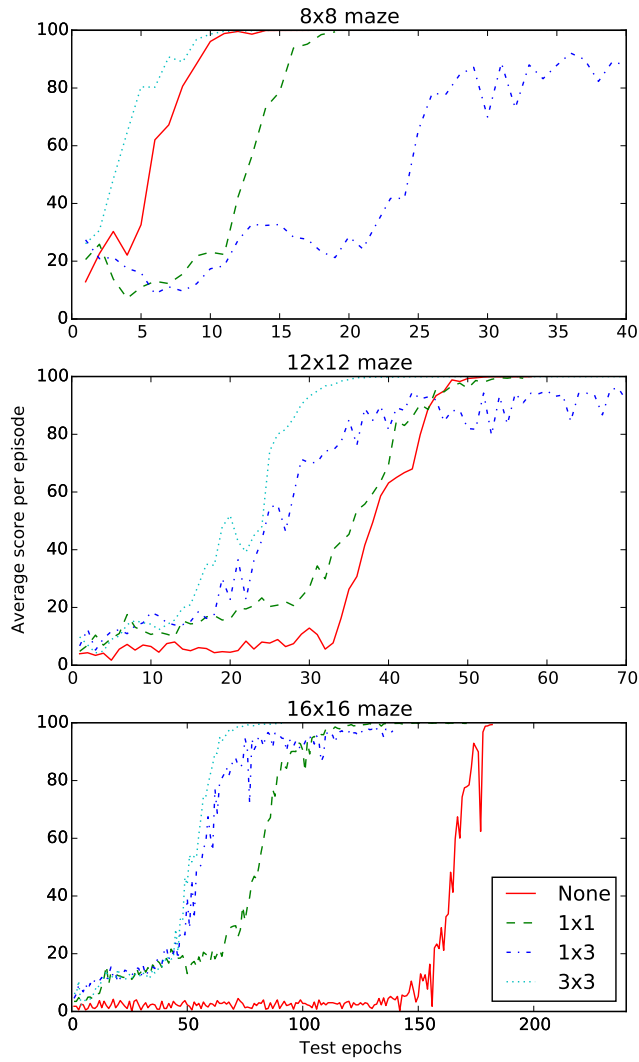 8x8 maze
100
80
60
40
20
0
0 5 10 15 20 25 30 35 40
12x12 maze
100
80
60
40
20
0
0 10 20 30 40 50 60 70
Average score per episode
16x16 maze
100
80
60
40
20
0
0 50 100 150 200
None
1x1
1x3
3x3
Test epochs